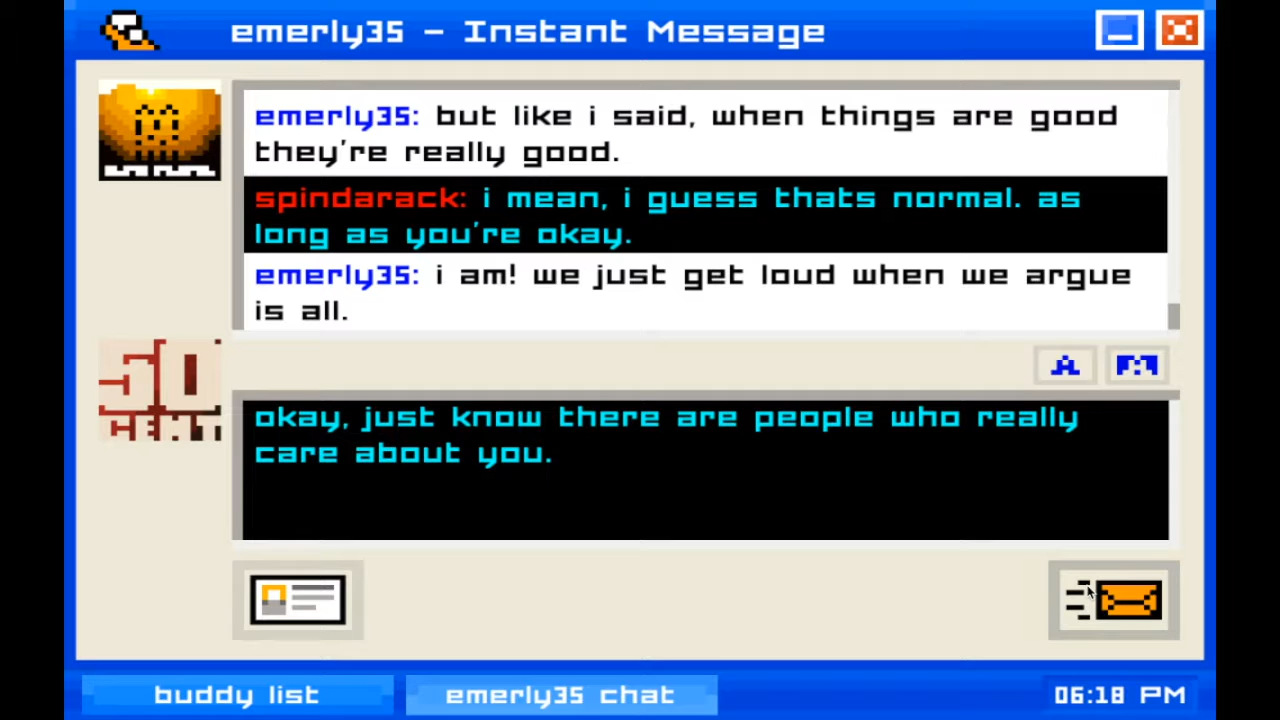 emerly35 - Instant Message
emerly35: but like i said, when things are good
they're really good.
spindarack: i mean, i guess thats normal. as
long as you're okay.
emerly35: i am! we just get loud when we argue
is all.
A
50
CENT
okay, just know there are people who really
care about you.
buddy list
emerly35 chat
06:18 PM